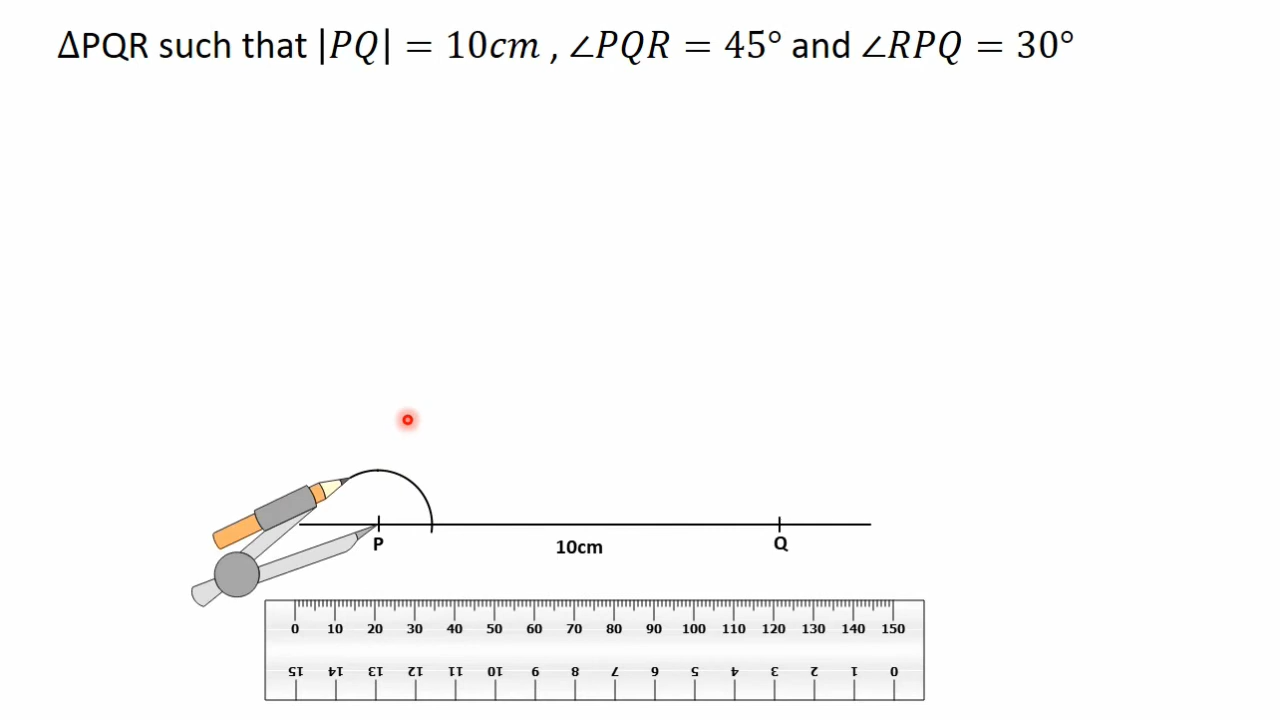 ΔPQR such that |PQ| = 10cm , ∠PQR = 45° and ∠RPQ = 30°
P
10cm
Q
0 10 20 30 40 50 60 70 80 90 100 110 120 130 140 150
15 14 13 12 11 10 9 8 7 6 5 4 3 2 1 0